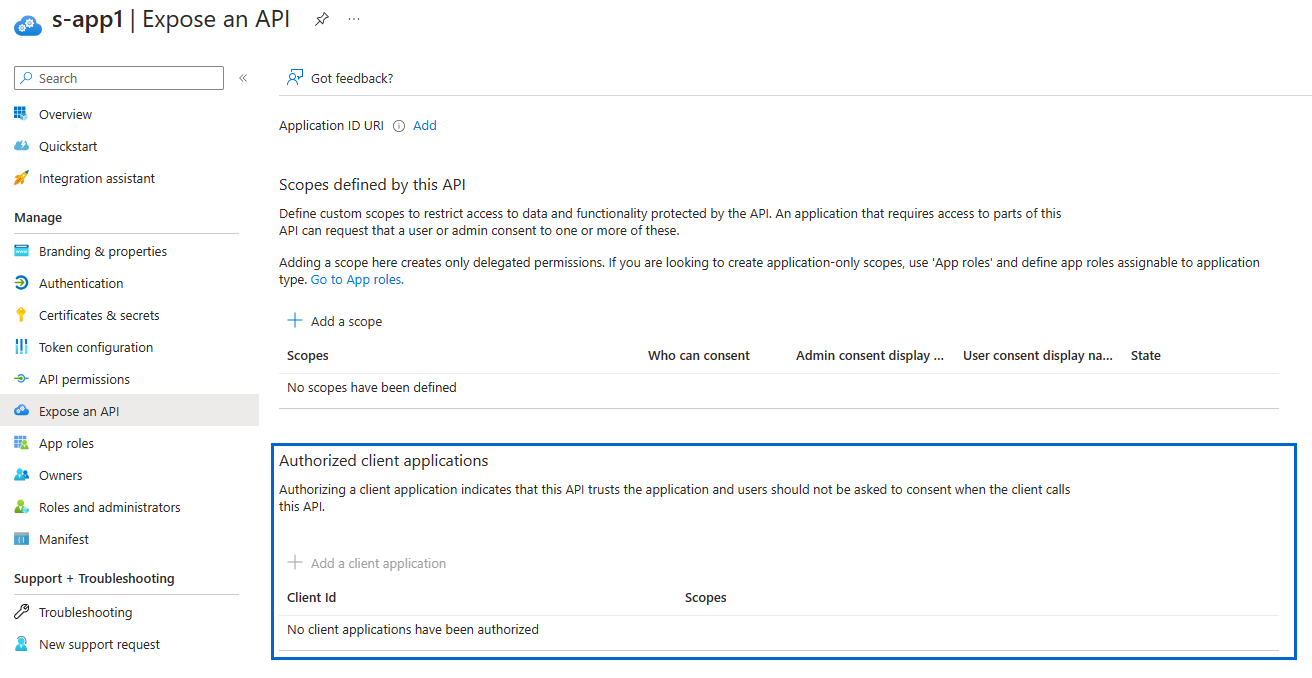 s-app1 | Expose an API ...
Search
«
Overview
Quickstart
Integration assistant
Manage
Branding & properties
Authentication
Certificates & secrets
Token configuration
API permissions
Expose an API
App roles
Owners
Roles and administrators
Manifest
Support + Troubleshooting
Troubleshooting
New support request
Got feedback?
Application ID URI Add
Scopes defined by this API
Define custom scopes to restrict access to data and functionality protected by the API. An application that requires access to parts of this
API can request that a user or admin consent to one or more of these.
Adding a scope here creates only delegated permissions. If you are looking to create application-only scopes, use 'App roles' and define app roles assignable to application
type. Go to App roles.
Add a scope
Scopes Who can consent Admin consent display ... User consent display na... State
No scopes have been defined
Authorized client applications
Authorizing a client application indicates that this API trusts the application and users should not be asked to consent when the client calls
this API.
Add a client application
Client Id Scopes
No client applications have been authorized